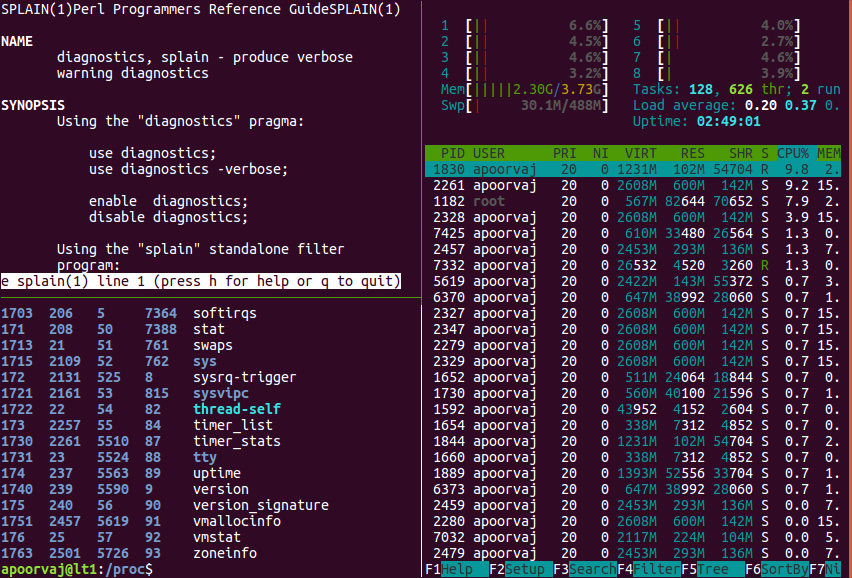 SPLAIN(1)Perl Programmers Reference GuideSPLAIN(1)
NAME
diagnostics, splain - produce verbose
warning diagnostics
SYNOPSIS
Using the "diagnostics" pragma:
use diagnostics;
use diagnostics -verbose;
enable  diagnostics;
disable diagnostics;
Using the "splain" standalone filter
program:
e splain(1) line 1 (press h for help or q to quit)
1703  206  5    7364  softirqs
171   208  50   7388  stat
1713  21   51   761   swaps
1715  2109 52   762   sys
172   2131 525  8     sysrq-trigger
1721  2161 53   815   sysvipc
1722  22   54   82    thread-self
173   2257 55   84    timer_list
1730  2261 5510 87    timer_stats
1731  23   5524 88    tty
174   237  5563 89    uptime
1740  239  5590 9     version
175   240  56   90    version_signature
1751  2457 5619 91    vmallocinfo
176   25   57   92    vmstat
1763  2501 5726 93    zoneinfo
apoorvaj@lt1:/proc$
1  [|| 6.6%]   5  [|| 4.0%]
2  [|| 4.5%]   6  [|| 2.7%]
3  [|| 4.6%]   7  [| 4.6%]
4  [|| 3.2%]   8  [| 3.9%]
Mem[|||||2.30G/3.73G]   Tasks: 128, 626 thr; 2 run
Swp[| 30.1M/488M]   Load average: 0.20 0.37 0.
Uptime: 02:49:01
PID USER      PRI  NI  VIRT   RES   SHR S CPU% MEM
1830 apoorvaj   20   0 1231M  102M 54704 R  9.8  2.
2261 apoorvaj   20   0 2608M  600M  142M S  9.2 15.
1182 root       20   0  567M 82644 70652 S  7.9  2.
2328 apoorvaj   20   0 2608M  600M  142M S  3.9 15.
7425 apoorvaj   20   0  610M 33480 26564 S  1.3  0.
2457 apoorvaj   20   0 2453M  293M  136M S  1.3  7.
7332 apoorvaj   20   0 26532  4520  3260 R  1.3  0.
5619 apoorvaj   20   0 2422M  143M 55372 S  0.7  3.
6370 apoorvaj   20   0  647M 38992 28060 S  0.7  1.
2327 apoorvaj   20   0 2608M  600M  142M S  0.7 15.
2347 apoorvaj   20   0 2608M  600M  142M S  0.7 15.
2279 apoorvaj   20   0 2608M  600M  142M S  0.7 15.
2329 apoorvaj   20   0 2608M  600M  142M S  0.7 15.
1652 apoorvaj   20   0  511M 24064 18844 S  0.7  0.
1730 apoorvaj   20   0  560M 40100 21596 S  0.7  1.
1592 apoorvaj   20   0 43952  4152  2604 S  0.7  0.
1654 apoorvaj   20   0  338M  7312  4852 S  0.7  0.
1844 apoorvaj   20   0 1231M  102M 54704 S  0.7  2.
1660 apoorvaj   20   0  338M  7312  4852 S  0.7  0.
1889 apoorvaj   20   0 1393M 52556 33704 S  0.7  1.
6373 apoorvaj   20   0  647M 38992 28060 S  0.7  1.
2459 apoorvaj   20   0 2453M  293M  136M S  0.0  7.
2280 apoorvaj   20   0 2608M  600M  142M S  0.0 15.
7032 apoorvaj   20   0 2117M  224M  104M S  0.0  5.
2479 apoorvaj   20   0 2453M  293M  136M S  0.0  7.
F1Help  F2Setup F3SearchF4FilterF5Tree  F6SortByF7Ni